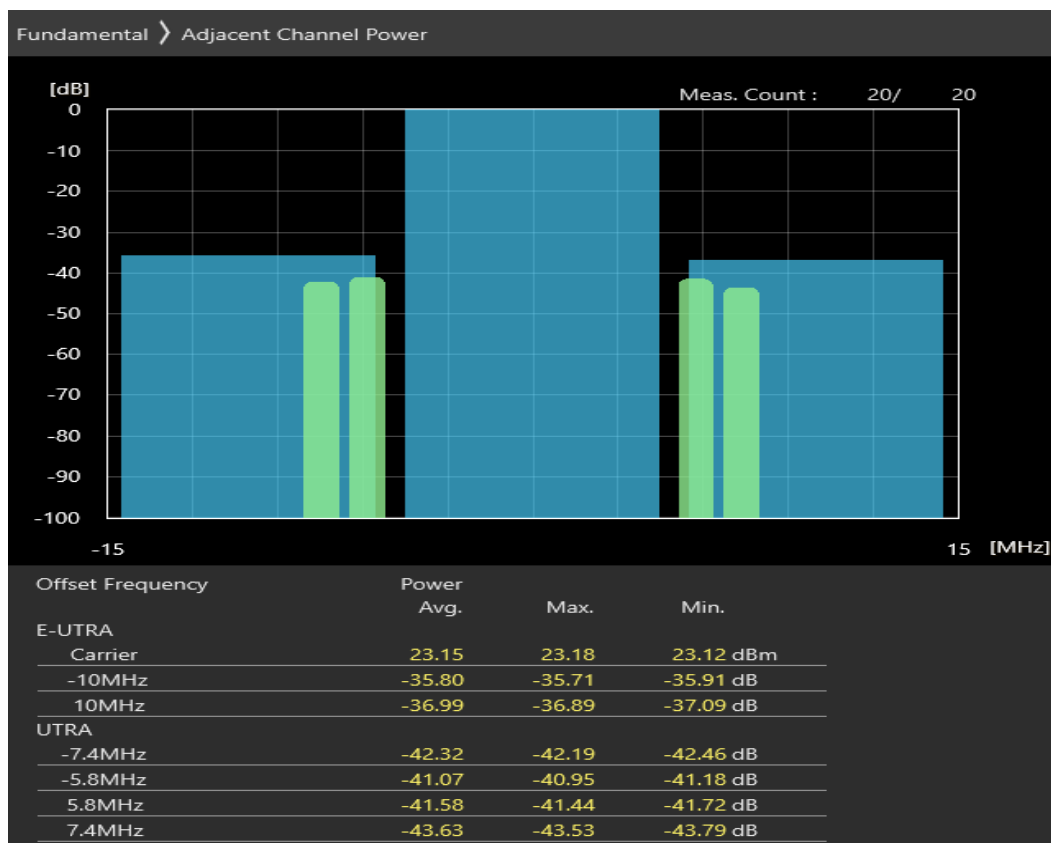 Fundamental 〉 Adjacent Channel Power
[dB]
Meas. Count : 20/ 20
0
-10
-20
-30
-40
-50
-60
-70
-80
-90
-100
-15 15 [MHz]
Offset Frequency Power
Avg. Max. Min.
E-UTRA
Carrier 23.15 23.18 23.12 dBm
-10MHz -35.80 -35.71 -35.91 dB
10MHz -36.99 -36.89 -37.09 dB
UTRA
-7.4MHz -42.32 -42.19 -42.46 dB
-5.8MHz -41.07 -40.95 -41.18 dB
5.8MHz -41.58 -41.44 -41.72 dB
7.4MHz -43.63 -43.53 -43.79 dB